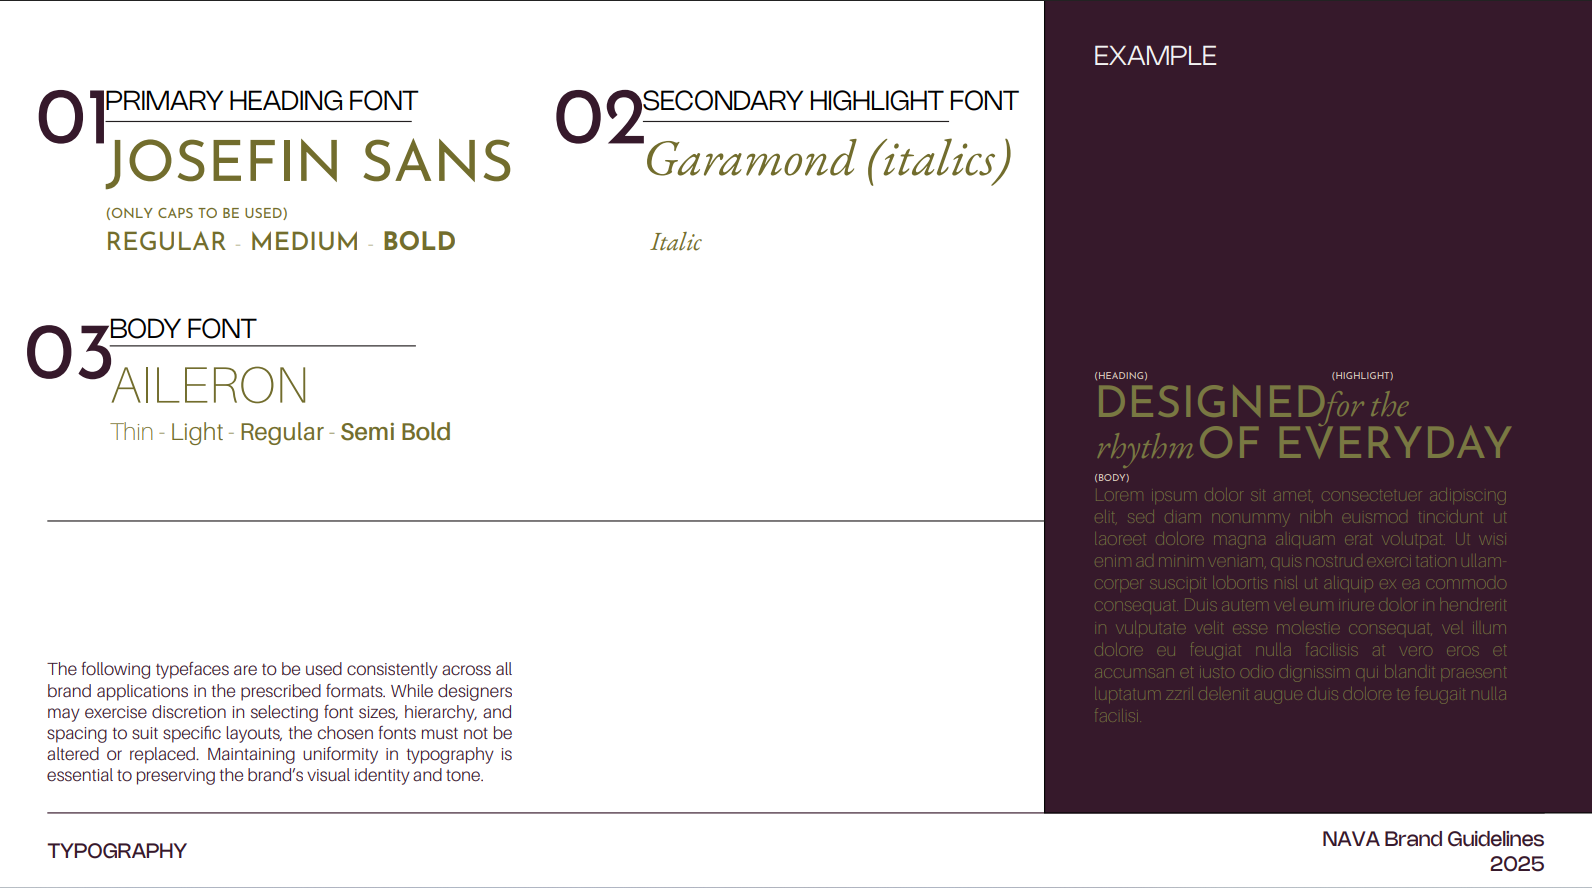 01 PRIMARY HEADING FONT
JOSEFIN SANS
(ONLY CAPS TO BE USED)
REGULAR - MEDIUM - BOLD
02 SECONDARY HIGHLIGHT FONT
Garamond (italics)
Italic
03 BODY FONT
AILERON
Thin - Light - Regular - Semi Bold
The following typefaces are to be used consistently across all
brand applications in the prescribed formats. While designers
may exercise discretion in selecting font sizes, hierarchy, and
spacing to suit specific layouts, the chosen fonts must not be
altered or replaced. Maintaining uniformity in typography is
essential to preserving the brand's visual identity and tone.
EXAMPLE
(HEADING) (HIGHLIGHT)
DESIGNED for the
rhythm OF EVERYDAY
(BODY)
Lorem ipsum dolor sit amet, consectetuer adipiscing
elit, sed diam nonummy nibh euismod tincidunt ut
laoreet dolore magna aliquam erat volutpat. Ut wisi
enim ad minim veniam, quis nostrud exerci tation ullam-
corper suscipit lobortis nisl ut aliquip ex ea commodo
consequat. Duis autem vel eum iriure dolor in hendrerit
in vulputate velit esse molestie consequat, vel illum
dolore eu feugiat nulla facilisis at vero eros et
accumsan et iusto odio dignissim qui blandit praesent
luptatum zzril delenit augue duis dolore te feugait nulla
facilisi.
TYPOGRAPHY
NAVA Brand Guidelines
2025